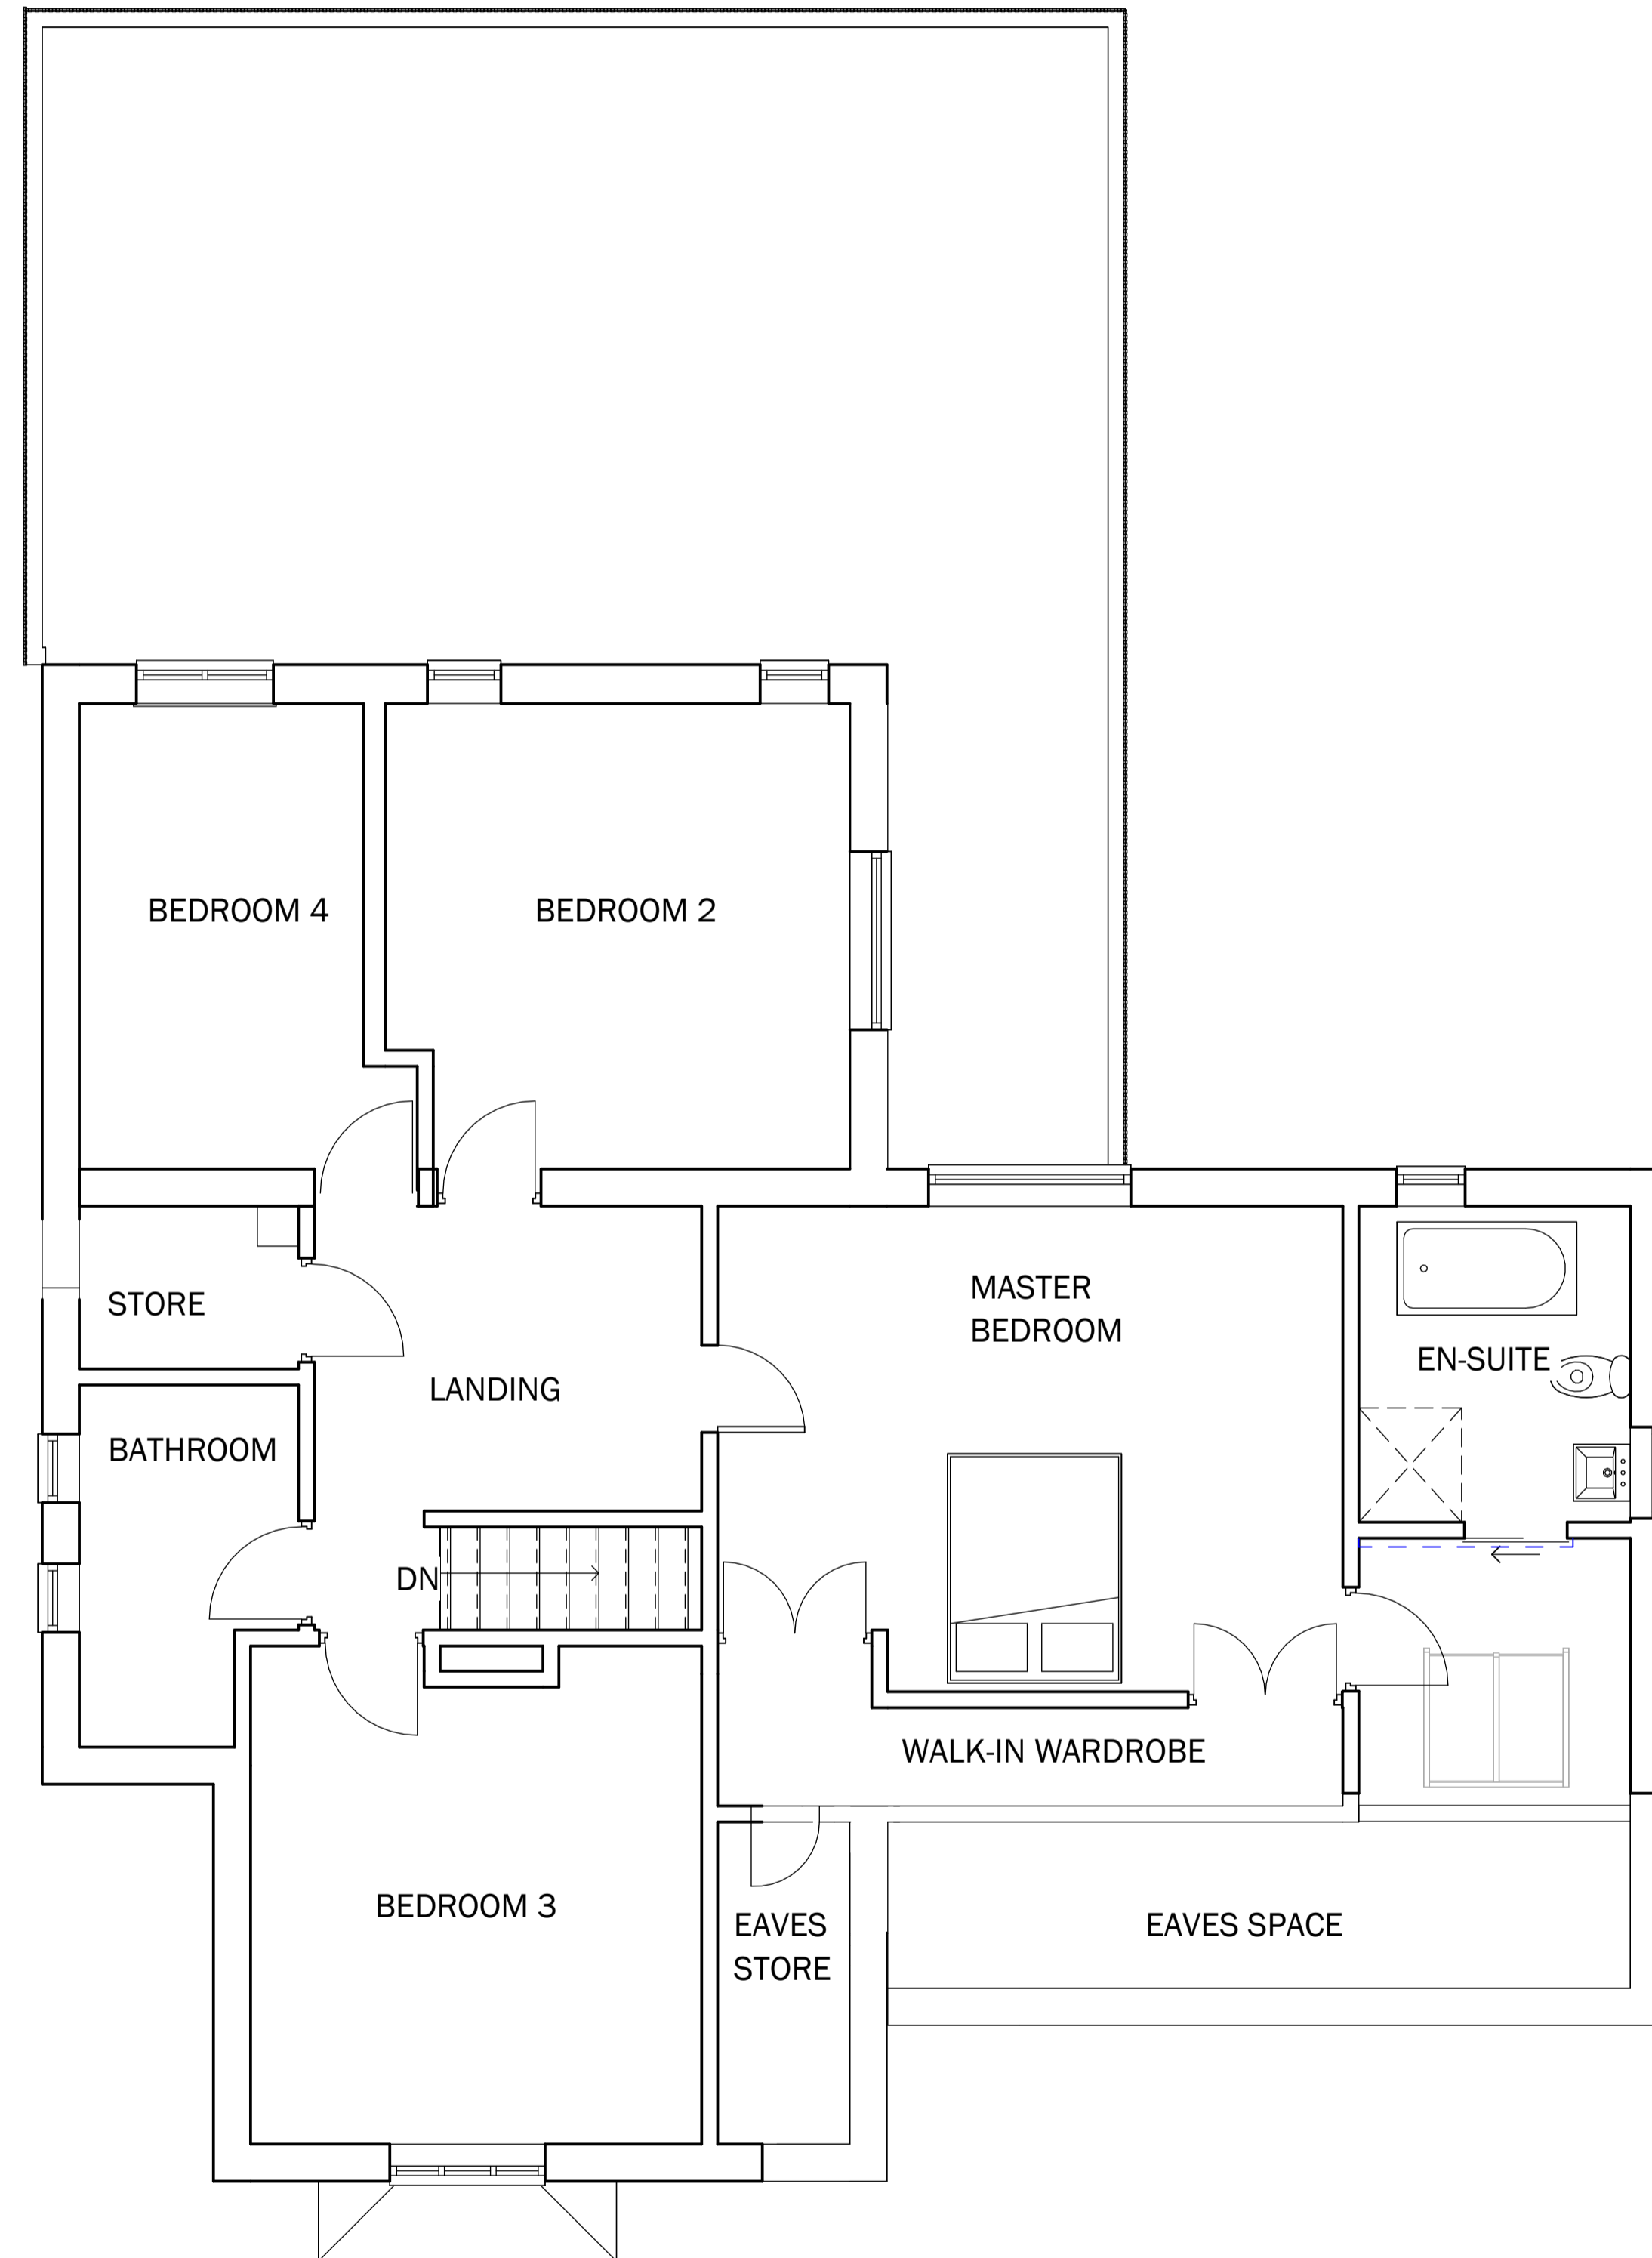 BEDROOM 4
BEDROOM 2
MASTER
BEDROOM
STORE
EN-SUITE
LANDING
BATHROOM
DN
WALK-IN WARDROBE
BEDROOM 3
EAVES
STORE
EAVES SPACE